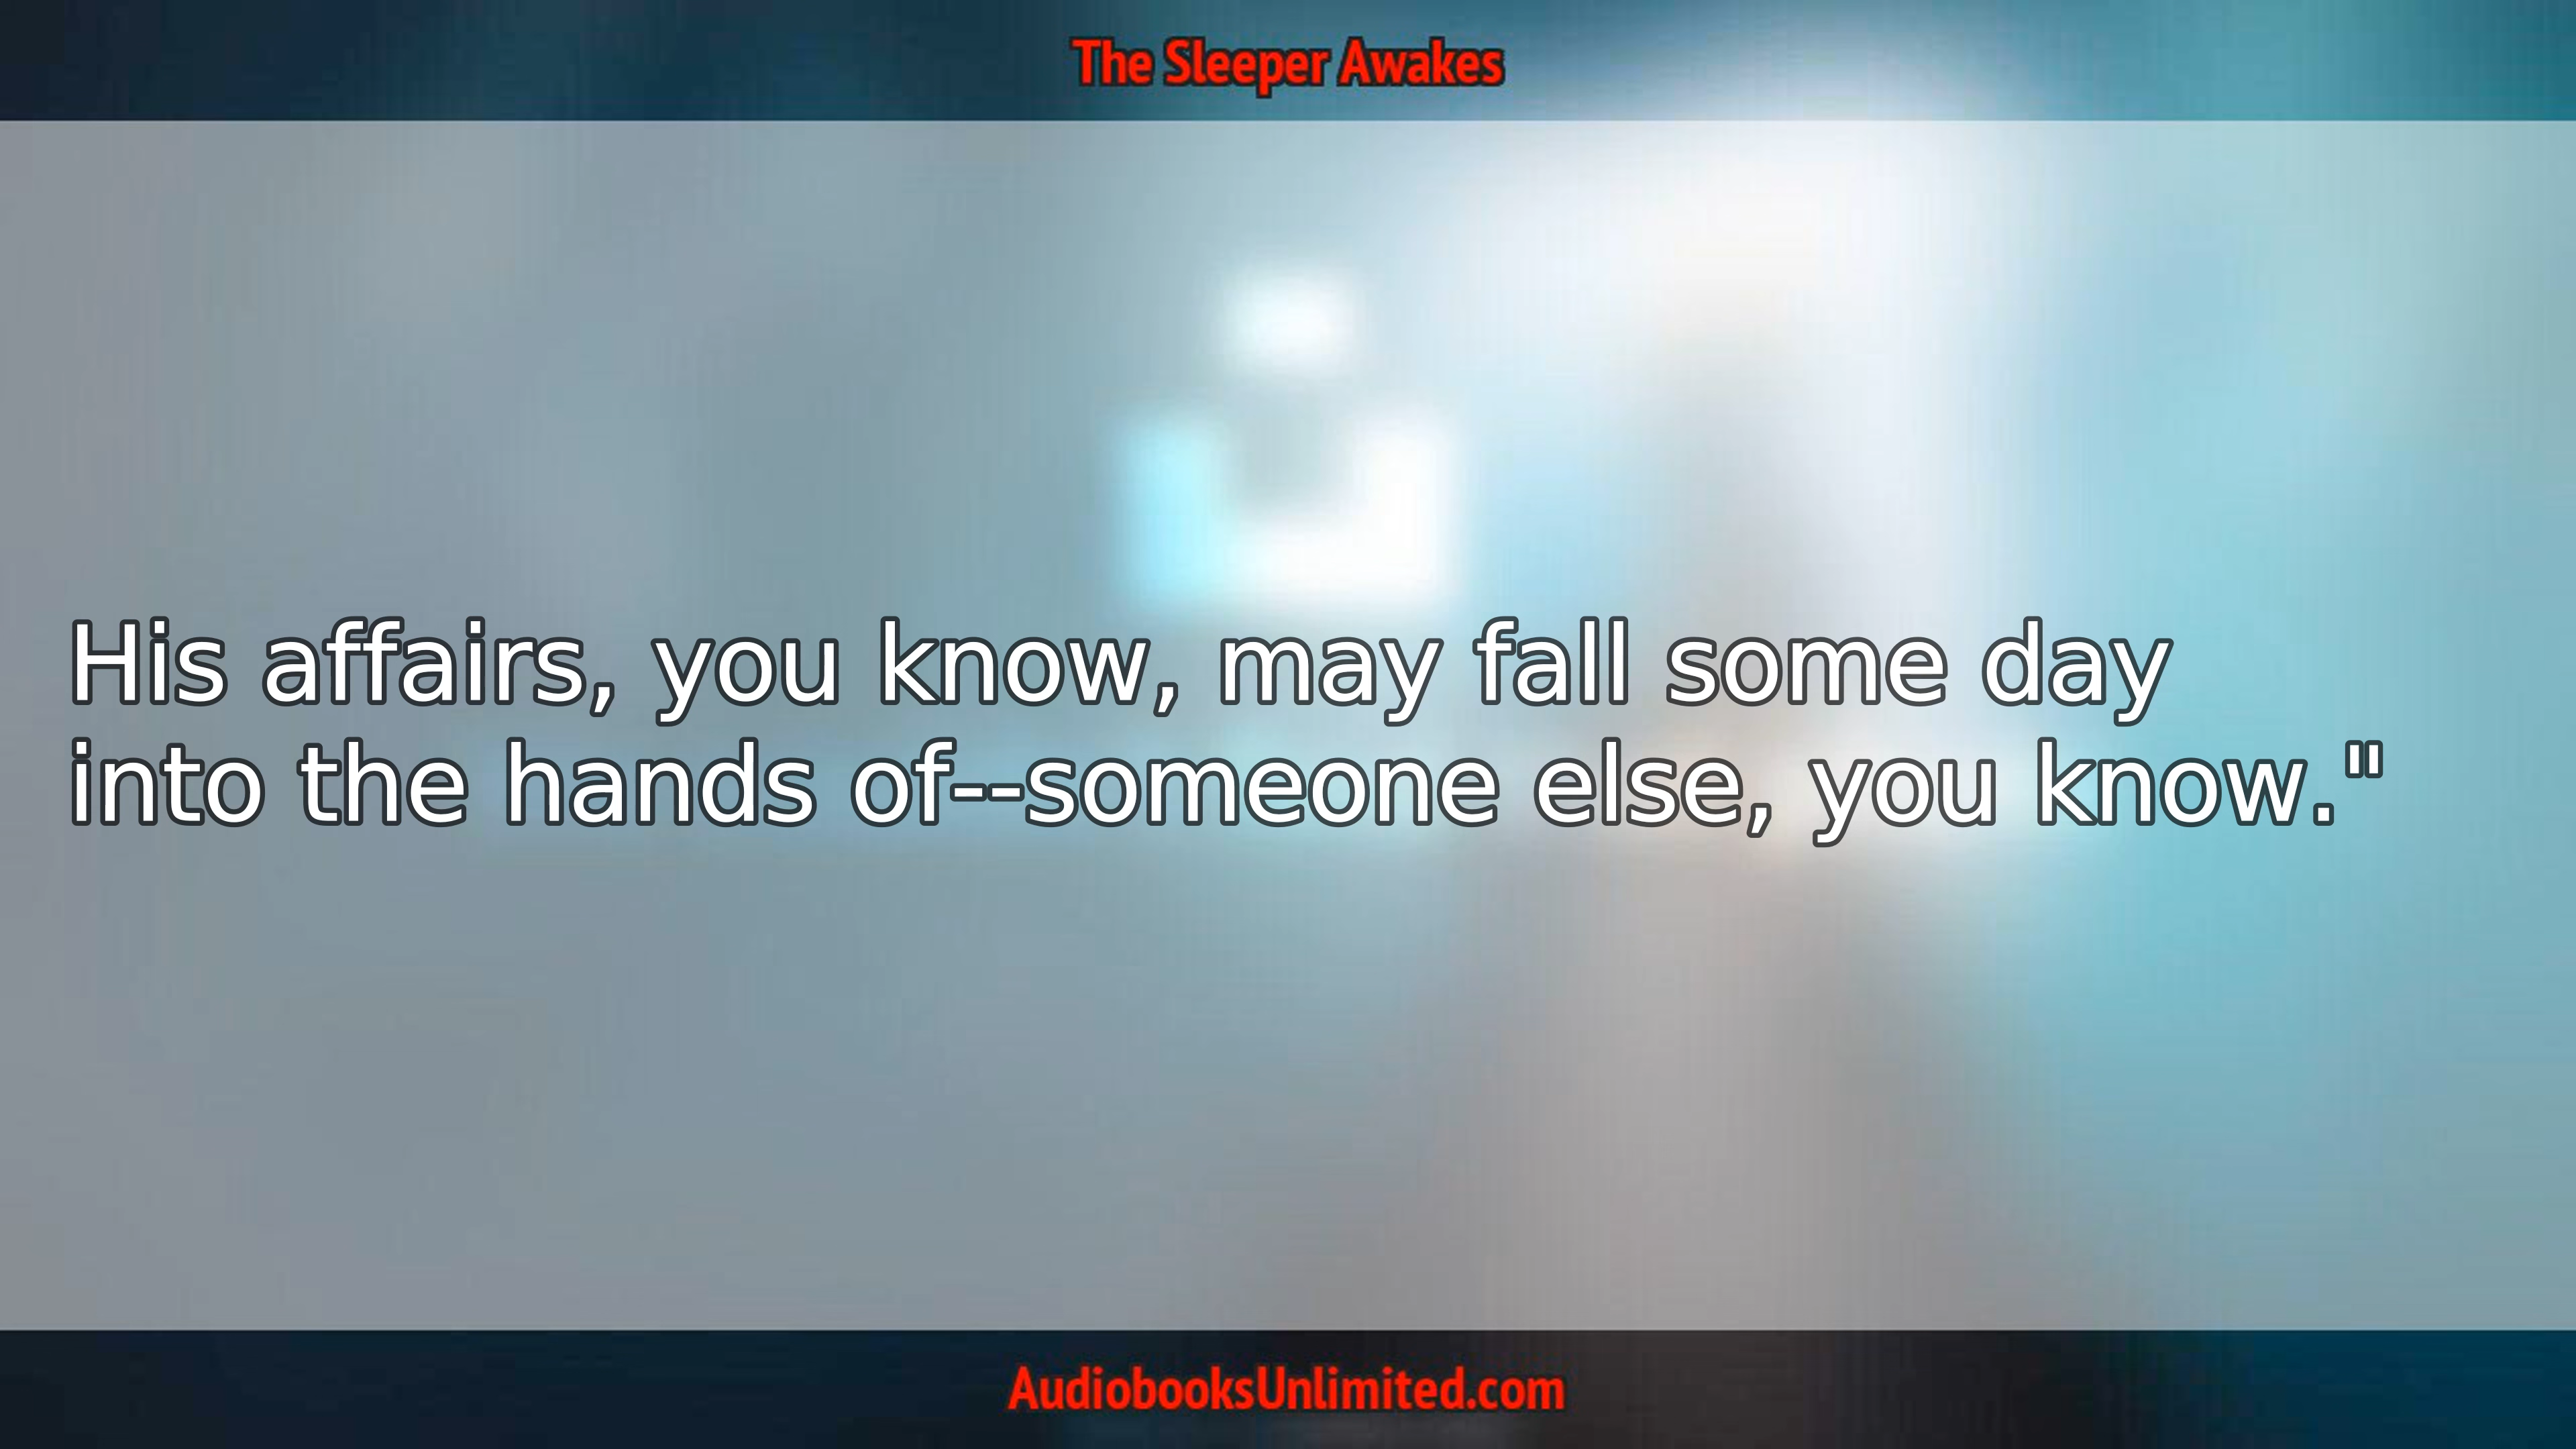 The Sleeper Awakes
His affairs, you know, may fall some day
into the hands of--someone else, you know."
AudiobooksUnlimited.com